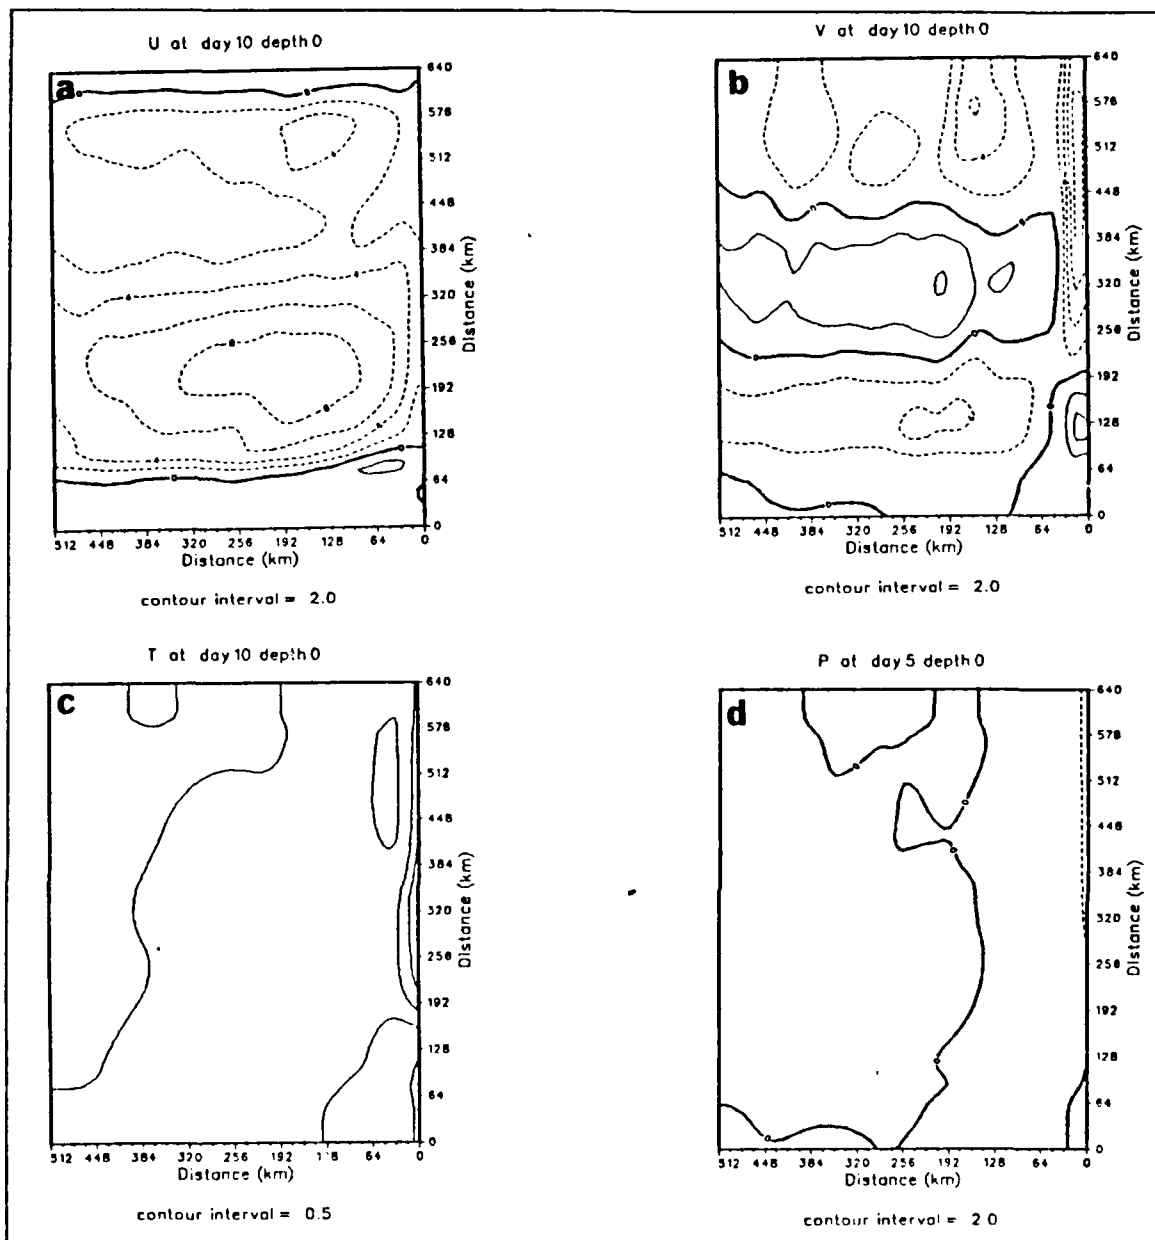 U at day 10 depth 0
a
640
576
512
448
384
320
256
192
128
64
0
Distance (km)
512 448 384 320 256 192 128 64 0
Distance (km)
contour interval = 2.0
V at day 10 depth 0
b
640
576
512
448
384
320
256
192
128
64
0
Distance (km)
512 448 384 320 256 192 128 64 0
Distance (km)
contour interval = 2.0
T at day 10 depth 0
c
640
576
512
448
384
320
256
192
128
64
0
Distance (km)
512 448 384 320 256 192 128 64 0
Distance (km)
contour interval = 0.5
P at day 5 depth 0
d
640
576
512
448
384
320
256
192
128
64
0
Distance (km)
512 448 384 320 256 192 128 64 0
Distance (km)
contour interval = 2.0